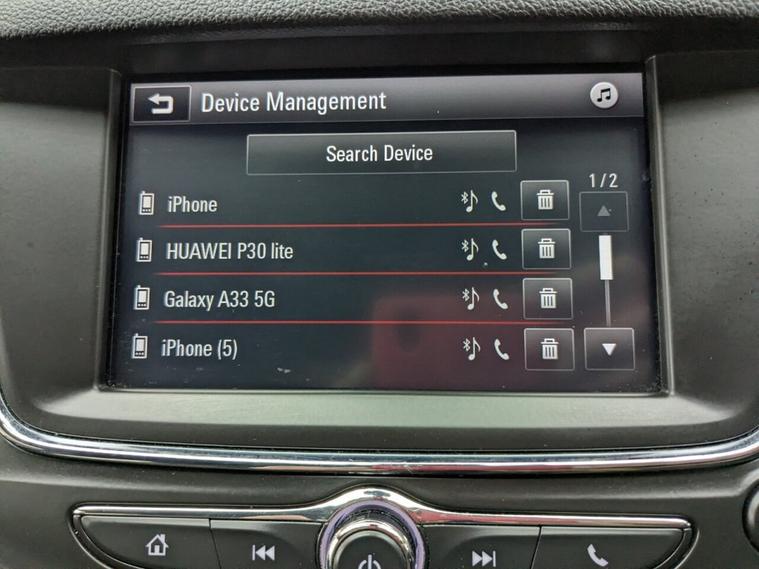 Device Management
Search Device
1/2
iPhone
HUAWEI P30 lite
Galaxy A33 5G
iPhone (5)